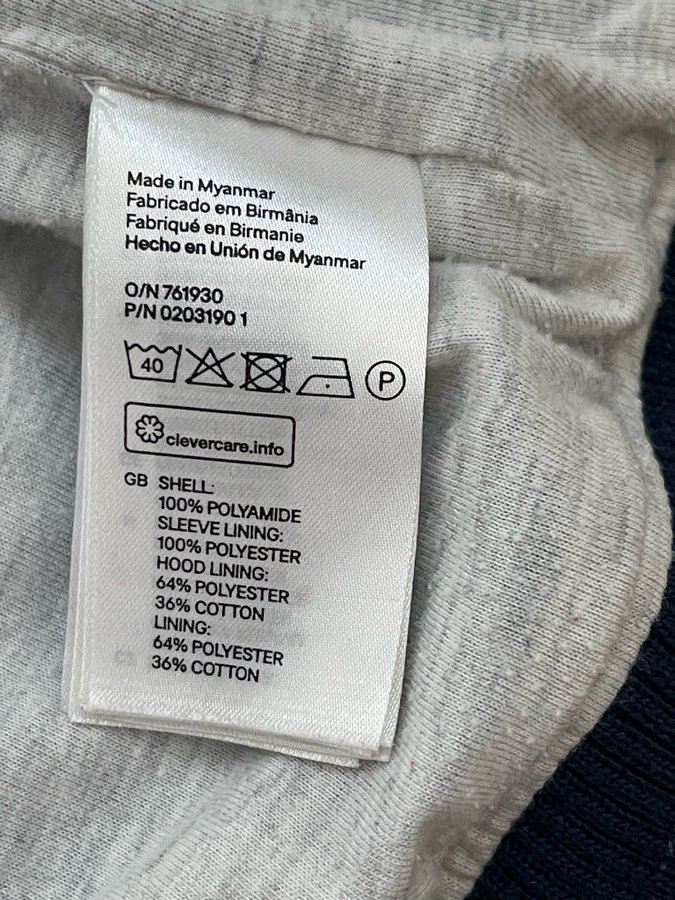 Made in Myanmar
Fabricado em Birmânia
Fabriqué en Birmanie
Hecho en Unión de Myanmar
O/N 761930
P/N 0203190 1
40 P
clevercare.info
GB SHELL:
100% POLYAMIDE
SLEEVE LINING:
100% POLYESTER
HOOD LINING:
64% POLYESTER
36% COTTON
LINING:
64% POLYESTER
36% COTTON